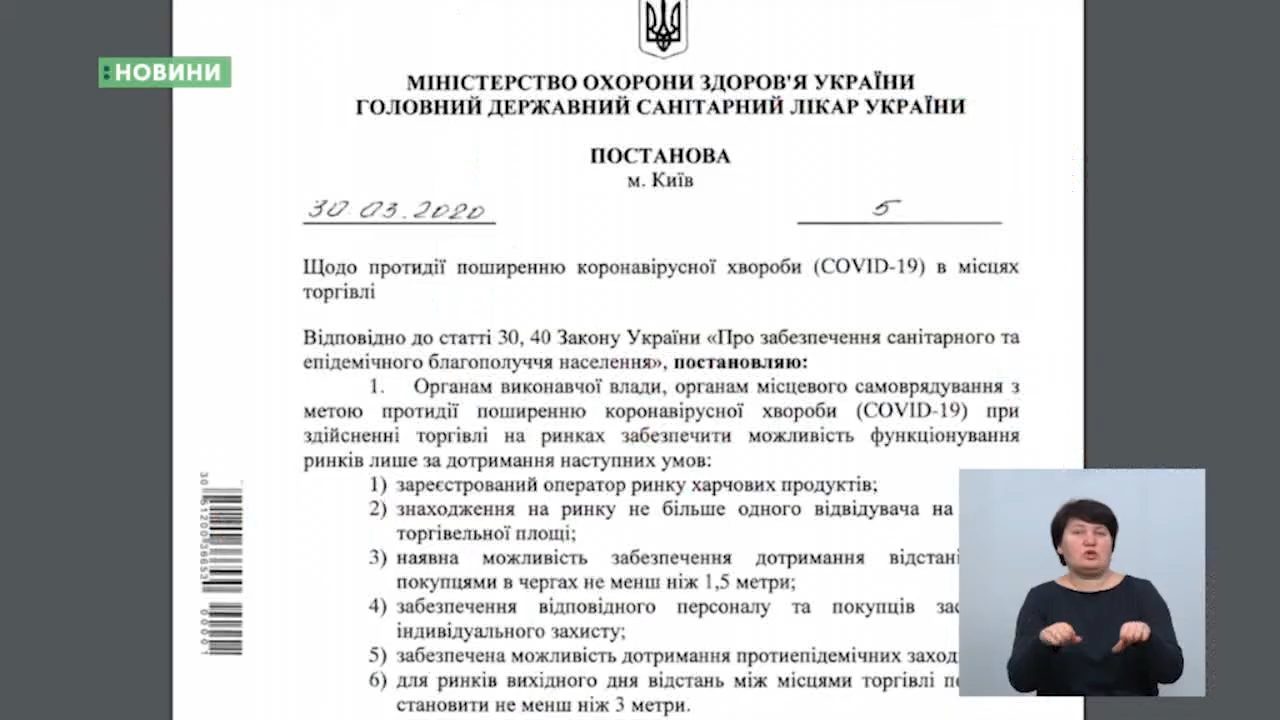 :НОВИНИ
МІНІСТЕРСТВО ОХОРОНИ ЗДОРОВ'Я УКРАЇНИ
ГОЛОВНИЙ ДЕРЖАВНИЙ САНІТАРНИЙ ЛІКАР УКРАЇНИ
ПОСТАНОВА
м. Київ
30.03.2020 5
Щодо протидії поширенню коронавірусної хвороби (COVID-19) в місцях
торгівлі
Відповідно до статті 30, 40 Закону України «Про забезпечення санітарного та
епідемічного благополуччя населення», постановляю:
1. Органам виконавчої влади, органам місцевого самоврядування з
метою протидії поширенню коронавірусної хвороби (COVID-19) при
здійсненні торгівлі на ринках забезпечити можливість функціонування
ринків лише за дотримання наступних умов:
1) зареєстрований оператор ринку харчових продуктів;
2) знаходження на ринку не більше одного відвідувача на
торгівельної площі;
3) наявна можливість забезпечення дотримання відстані
покупцями в чергах не менш ніж 1,5 метри;
4) забезпечення відповідного персоналу та покупців
індивідуального захисту;
5) забезпечена можливість дотримання протиепідемічних
6) для ринків вихідного дня відстань між місцями торгівлі
становити не менш ніж 3 метри.